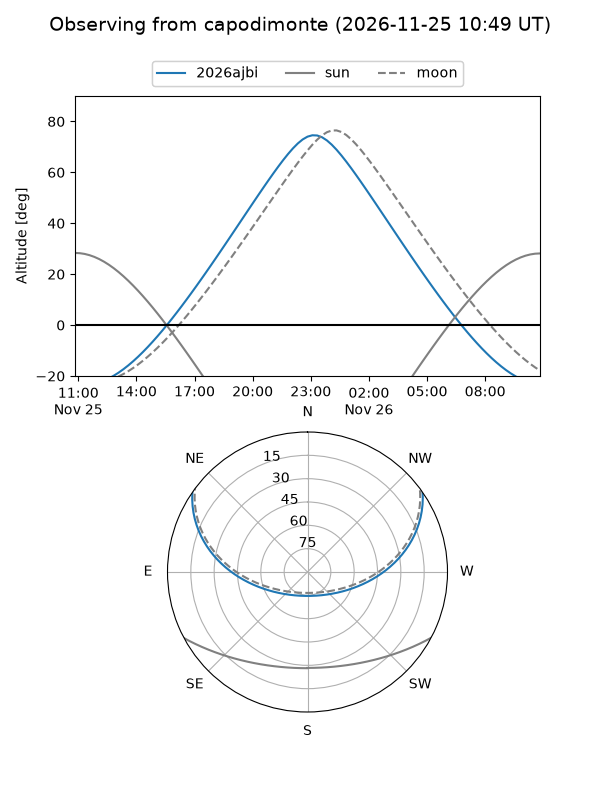 Observing from capodimonte (2026-11-25 10:49 UT)
2026ajbi sun moon
80
60
40
20
0
−20
Altitude [deg]
11:00 14:00 17:00 20:00 23:00 02:00 05:00 08:00
Nov 25 Nov 26
N
NE NW
15
30
45
60
75
E W
SE SW
S